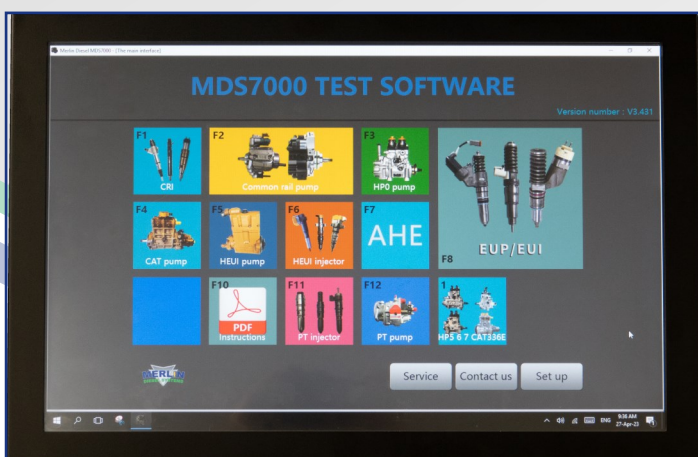 Merlin Diesel MDS7000 - [The main interface]
MDS7000 TEST SOFTWARE
Version number : V3.431
F1
CRI
F2
Common rail pump
F3
HP0 pump
F4
CAT pump
F5
HEUI pump
F6
HEUI injector
F7
AHE
EUP/EUI
F8
F10
PDF
Instructions
F11
PT injector
F12
PT pump
1
HP5 6 7 CAT336E
MERLIN
Service
Contact us
Set up
ENG
9:36 AM
27-Apr-23